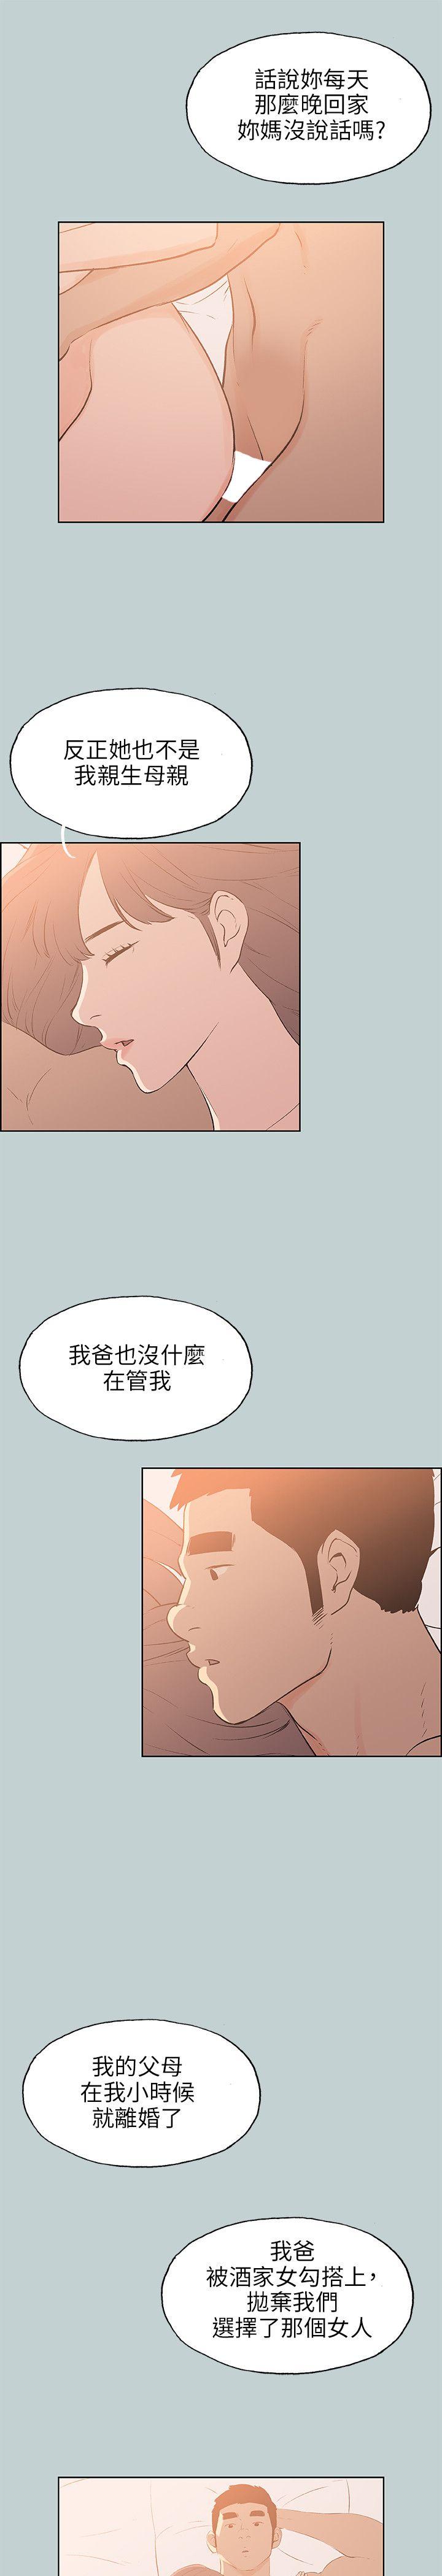 話說妳每天
那麼晚回家
妳媽沒說話嗎?
反正她也不是
我親生母親
我爸也沒什麼
在管我
我的父母
在我小時候
就離婚了
我爸
被酒家女勾搭上，
拋棄我們
選擇了那個女人